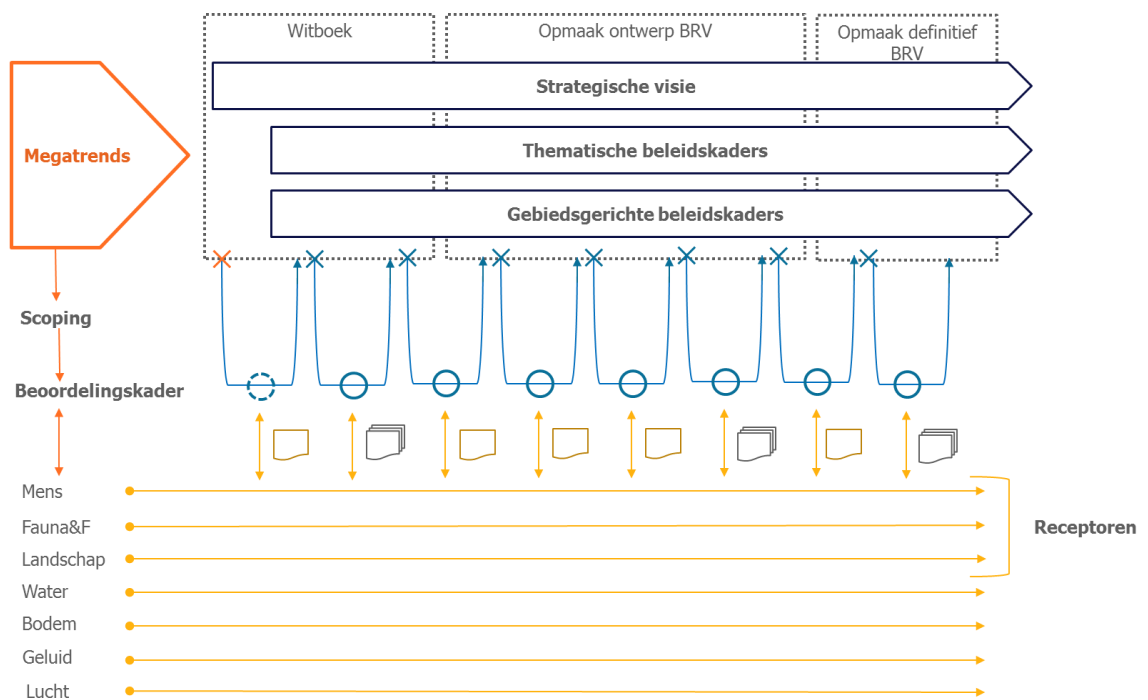 Witboek
Opmaak ontwerp BRV
Opmaak definitief
BRV
Strategische visie
Megatrends
Thematische beleidskaders
Gebiedsgerichte beleidskaders
Scoping
Beoordelingskader
Mens
Fauna&F
Receptoren
Landschap
Water
Bodem
Geluid
Lucht